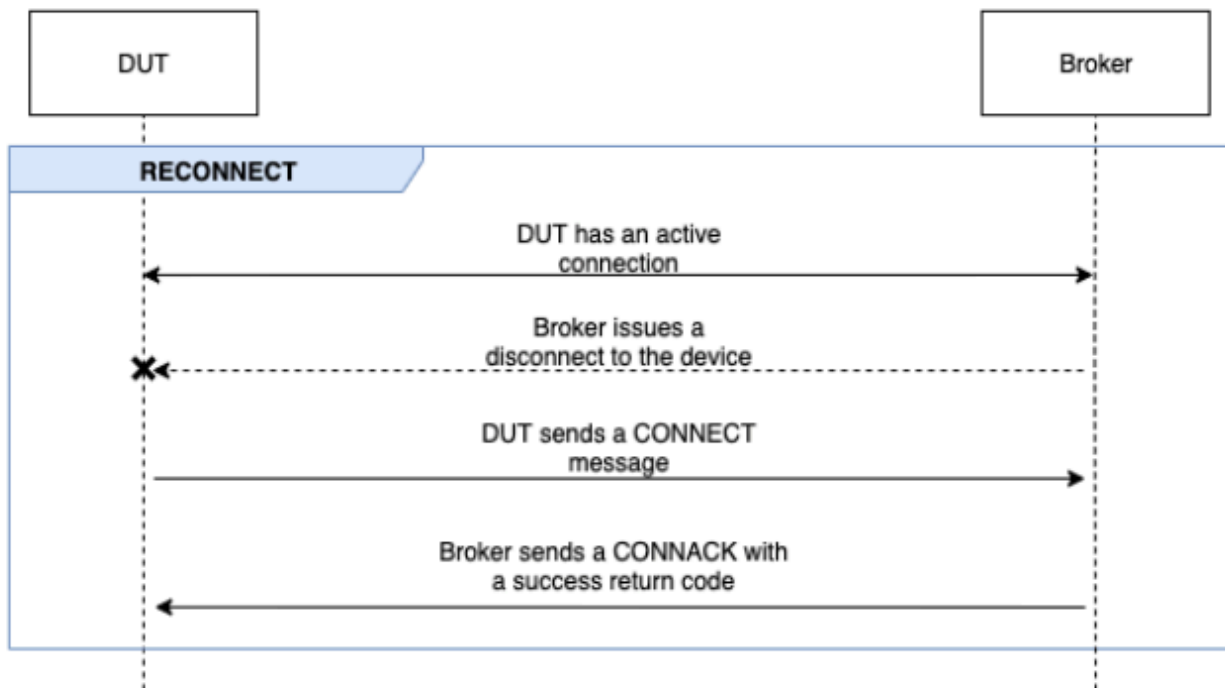 DUT
Broker
RECONNECT
DUT has an active
connection
Broker issues a
disconnect to the device
DUT sends a CONNECT
message
Broker sends a CONNACK with
a success return code